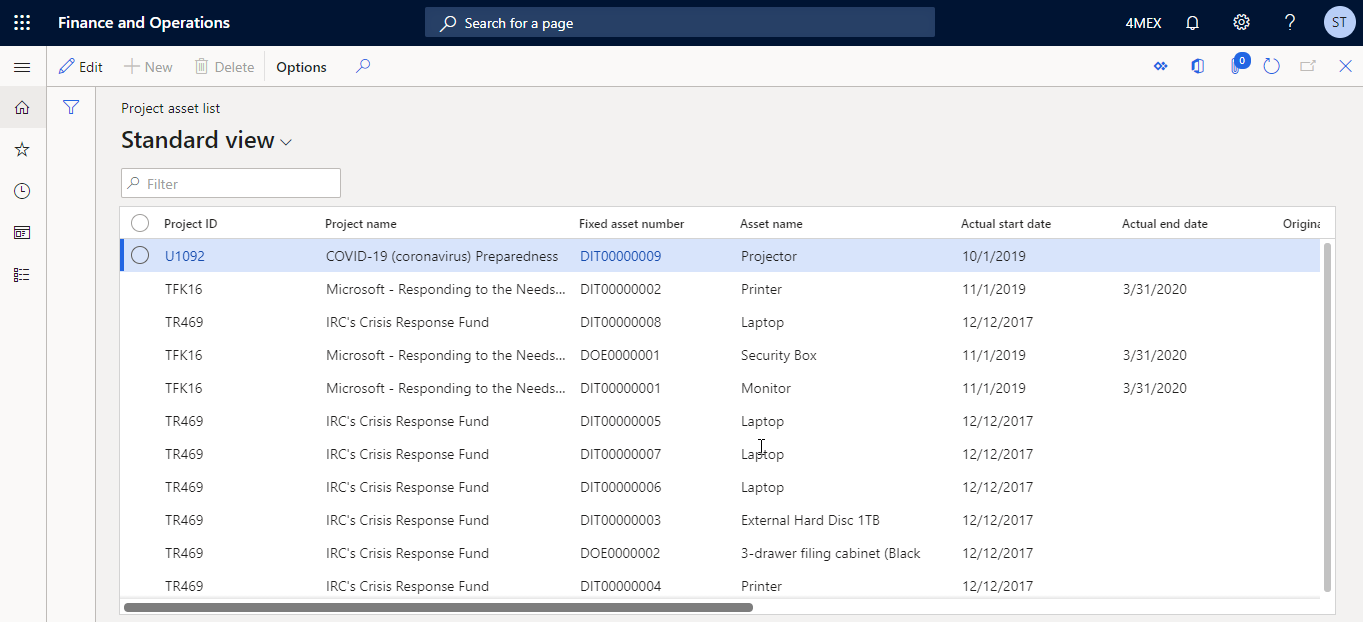 Finance and Operations Search for a page 4MEX ? ST
Edit New Delete Options 0
Project asset list
Standard view
Filter
Project ID Project name Fixed asset number Asset name Actual start date Actual end date Origina
U1092 COVID-19 (coronavirus) Preparedness DIT00000009 Projector 10/1/2019
TFK16 Microsoft - Responding to the Needs... DIT00000002 Printer 11/1/2019 3/31/2020
TR469 IRC's Crisis Response Fund DIT00000008 Laptop 12/12/2017
TFK16 Microsoft - Responding to the Needs... DOE0000001 Security Box 11/1/2019 3/31/2020
TFK16 Microsoft - Responding to the Needs... DIT00000001 Monitor 11/1/2019 3/31/2020
TR469 IRC's Crisis Response Fund DIT00000005 Laptop 12/12/2017
TR469 IRC's Crisis Response Fund DIT00000007 Laptop 12/12/2017
TR469 IRC's Crisis Response Fund DIT00000006 Laptop 12/12/2017
TR469 IRC's Crisis Response Fund DIT00000003 External Hard Disc 1TB 12/12/2017
TR469 IRC's Crisis Response Fund DOE0000002 3-drawer filing cabinet (Black 12/12/2017
TR469 IRC's Crisis Response Fund DIT00000004 Printer 12/12/2017